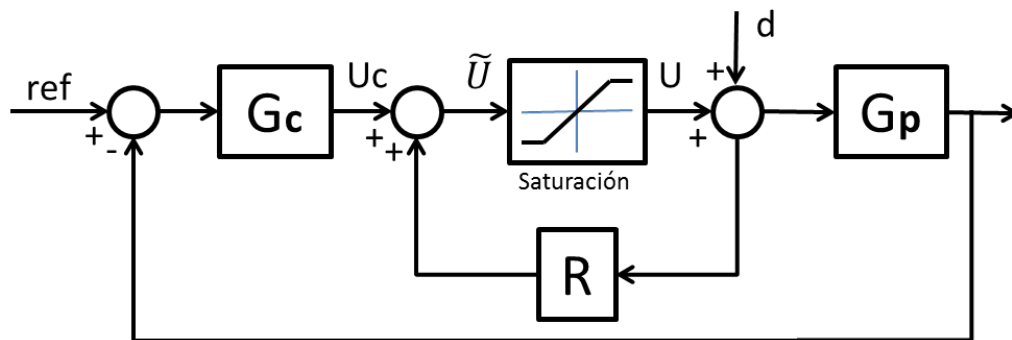 d
ref
+
-
Gc
Uc
+
+
Ũ
U
+
+
Gp
Saturación
R